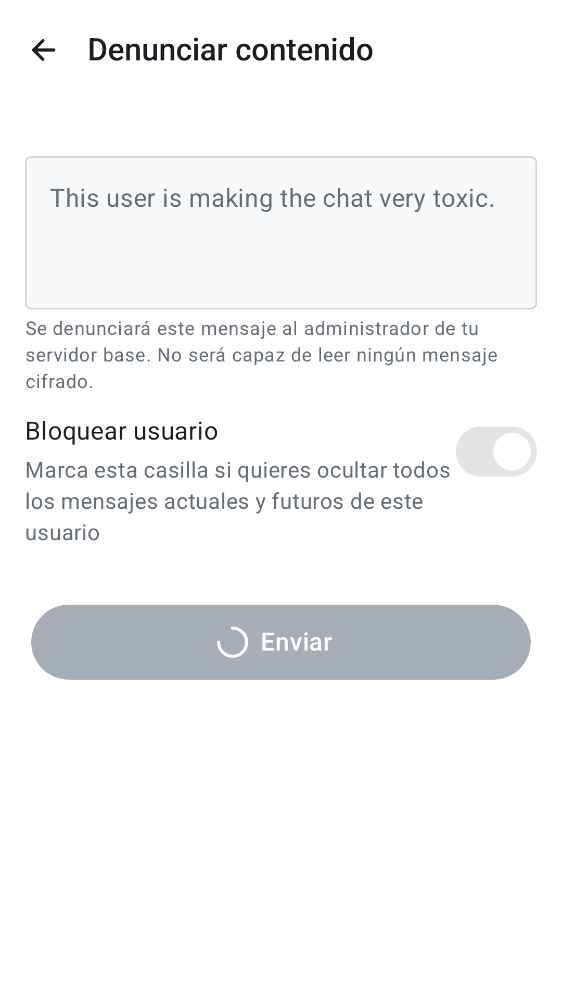 Denunciar contenido
This user is making the chat very toxic.
Se denunciará este mensaje al administrador de tu
servidor base. No será capaz de leer ningún mensaje
cifrado.
Bloquear usuario
Marca esta casilla si quieres ocultar todos
los mensajes actuales y futuros de este
usuario
Enviar